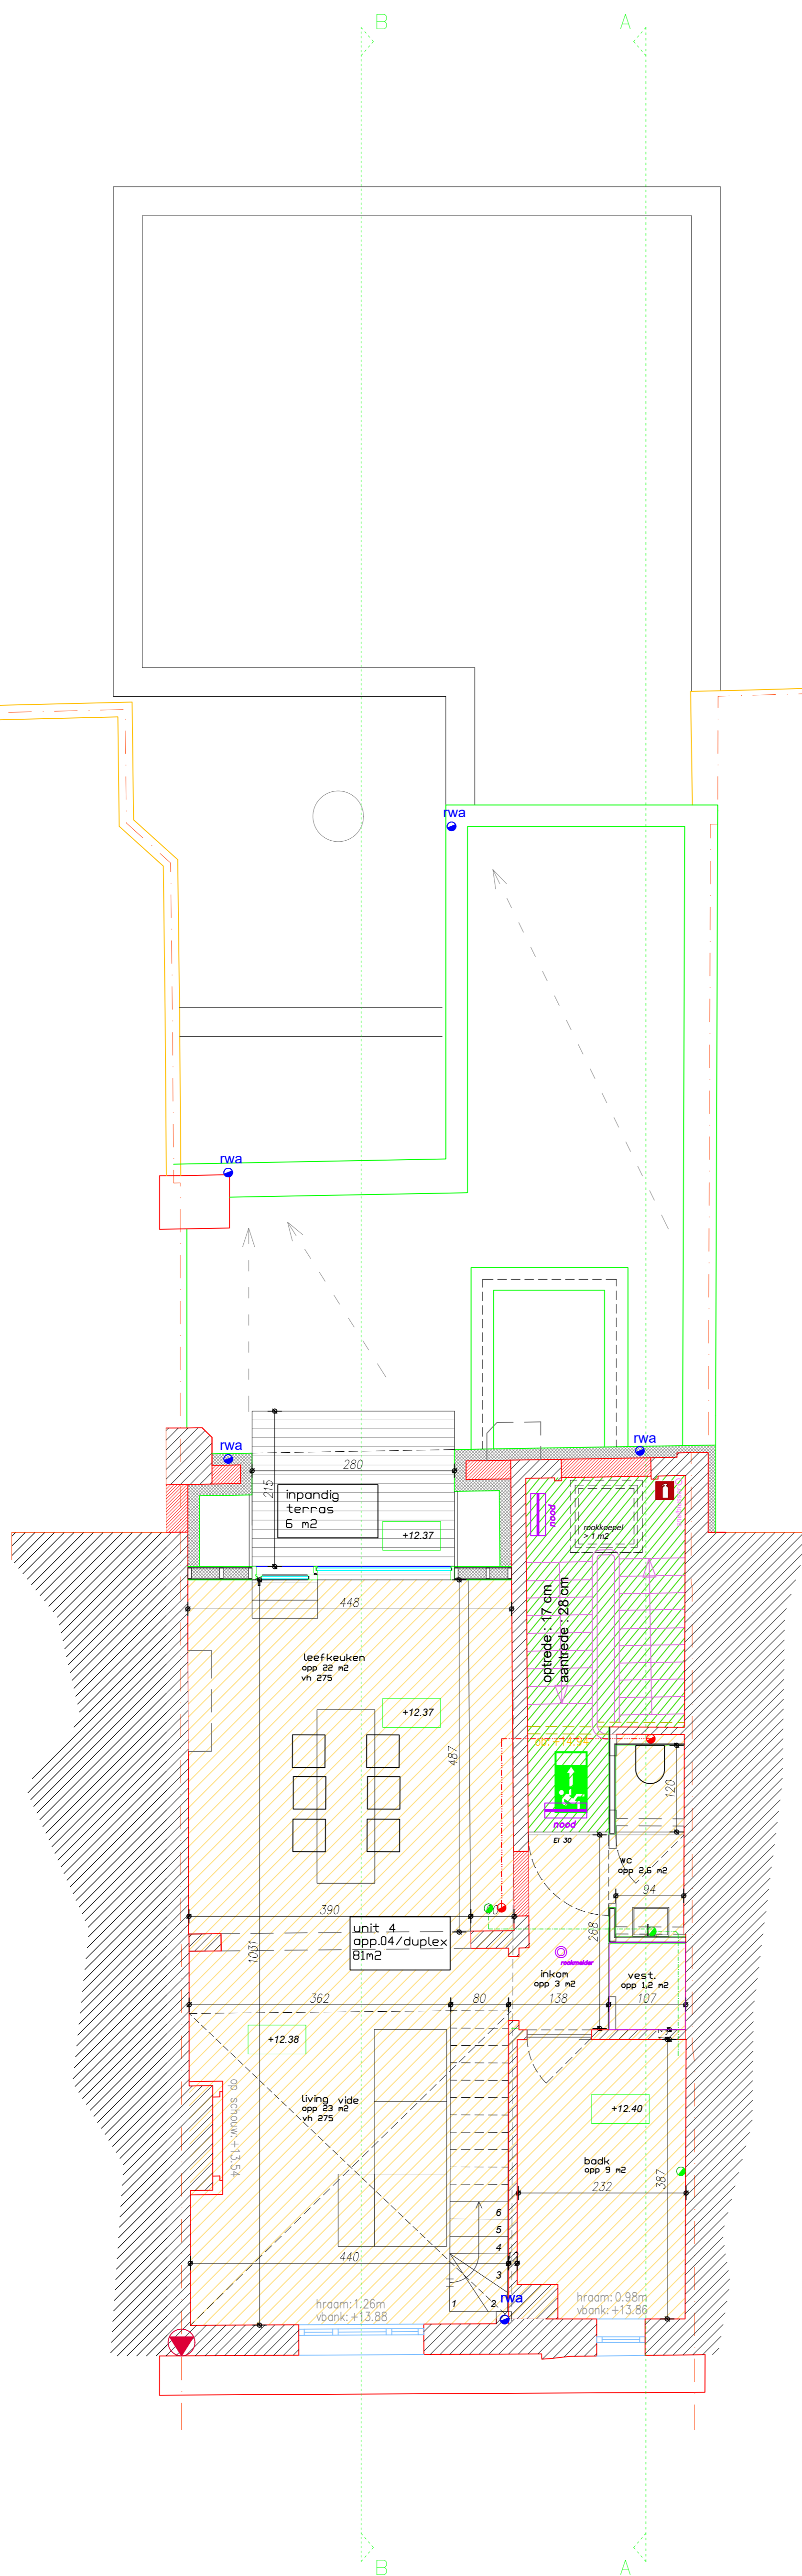 B
A
rwa
rwa
rwa
rwa
280
215
inpandig
terras
6 m2
+12.37
nood
rookkoepel
> 1 m2
optrede : 17 cm
aantrede : 28 cm
448
leefkeuken
opp 22 m2
vh 275
+12.37
487
120
nood
EI 30
wc
opp 2,6 m2
94
390
unit 4
app.04/duplex
81m2
1031
268
rookmelder
inkom
opp 3 m2
vest.
opp 1,2 m2
362
80
138
107
13
+12.38
op schouw:+13.54
living vide
opp 23 m2
vh 275
+12.40
badk
opp 9 m2
232
387
6
5
4
3
2
1
440
rwa
hraam: 1.26m
vbank: +13.88
hraam: 0.98m
vbank: +13.86
B
A